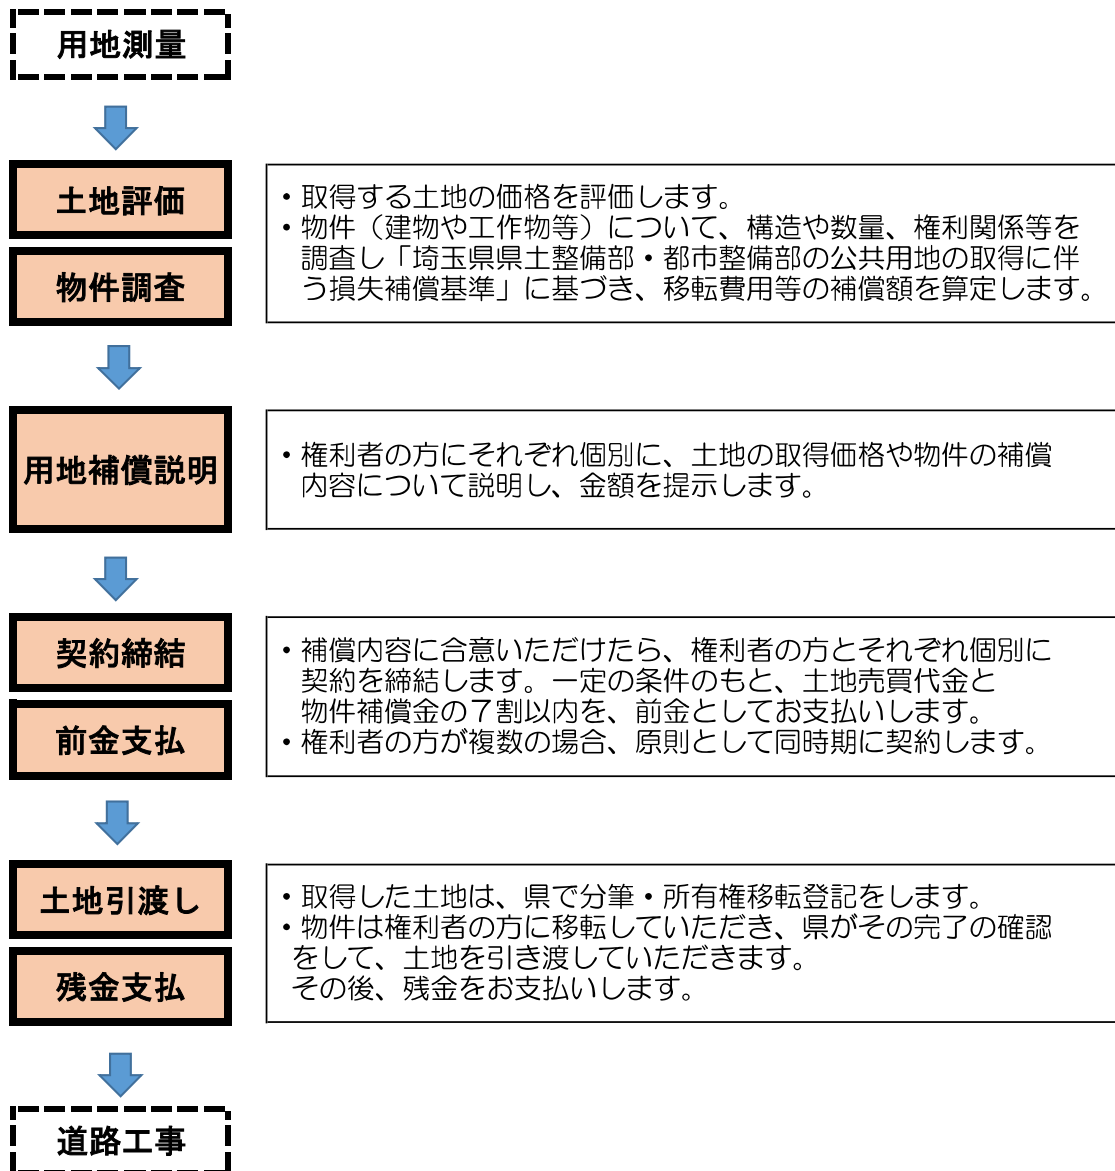 用地測量
土地評価
物件調査
・取得する土地の価格を評価します。
・物件（建物や工作物等）について、構造や数量、権利関係等を
調査し「埼玉県県土整備部・都市整備部の公共用地の取得に伴
う損失補償基準」に基づき、移転費用等の補償額を算定します。
用地補償説明
・権利者の方にそれぞれ個別に、土地の取得価格や物件の補償
内容について説明し、金額を提示します。
契約締結
前金支払
・補償内容に合意いただけたら、権利者の方とそれぞれ個別に
契約を締結します。一定の条件のもと、土地売買代金と
物件補償金の７割以内を、前金としてお支払いします。
・権利者の方が複数の場合、原則として同時期に契約します。
土地引渡し
残金支払
・取得した土地は、県で分筆・所有権移転登記をします。
・物件は権利者の方に移転していただき、県がその完了の確認
をして、土地を引き渡していただきます。
その後、残金をお支払いします。
道路工事